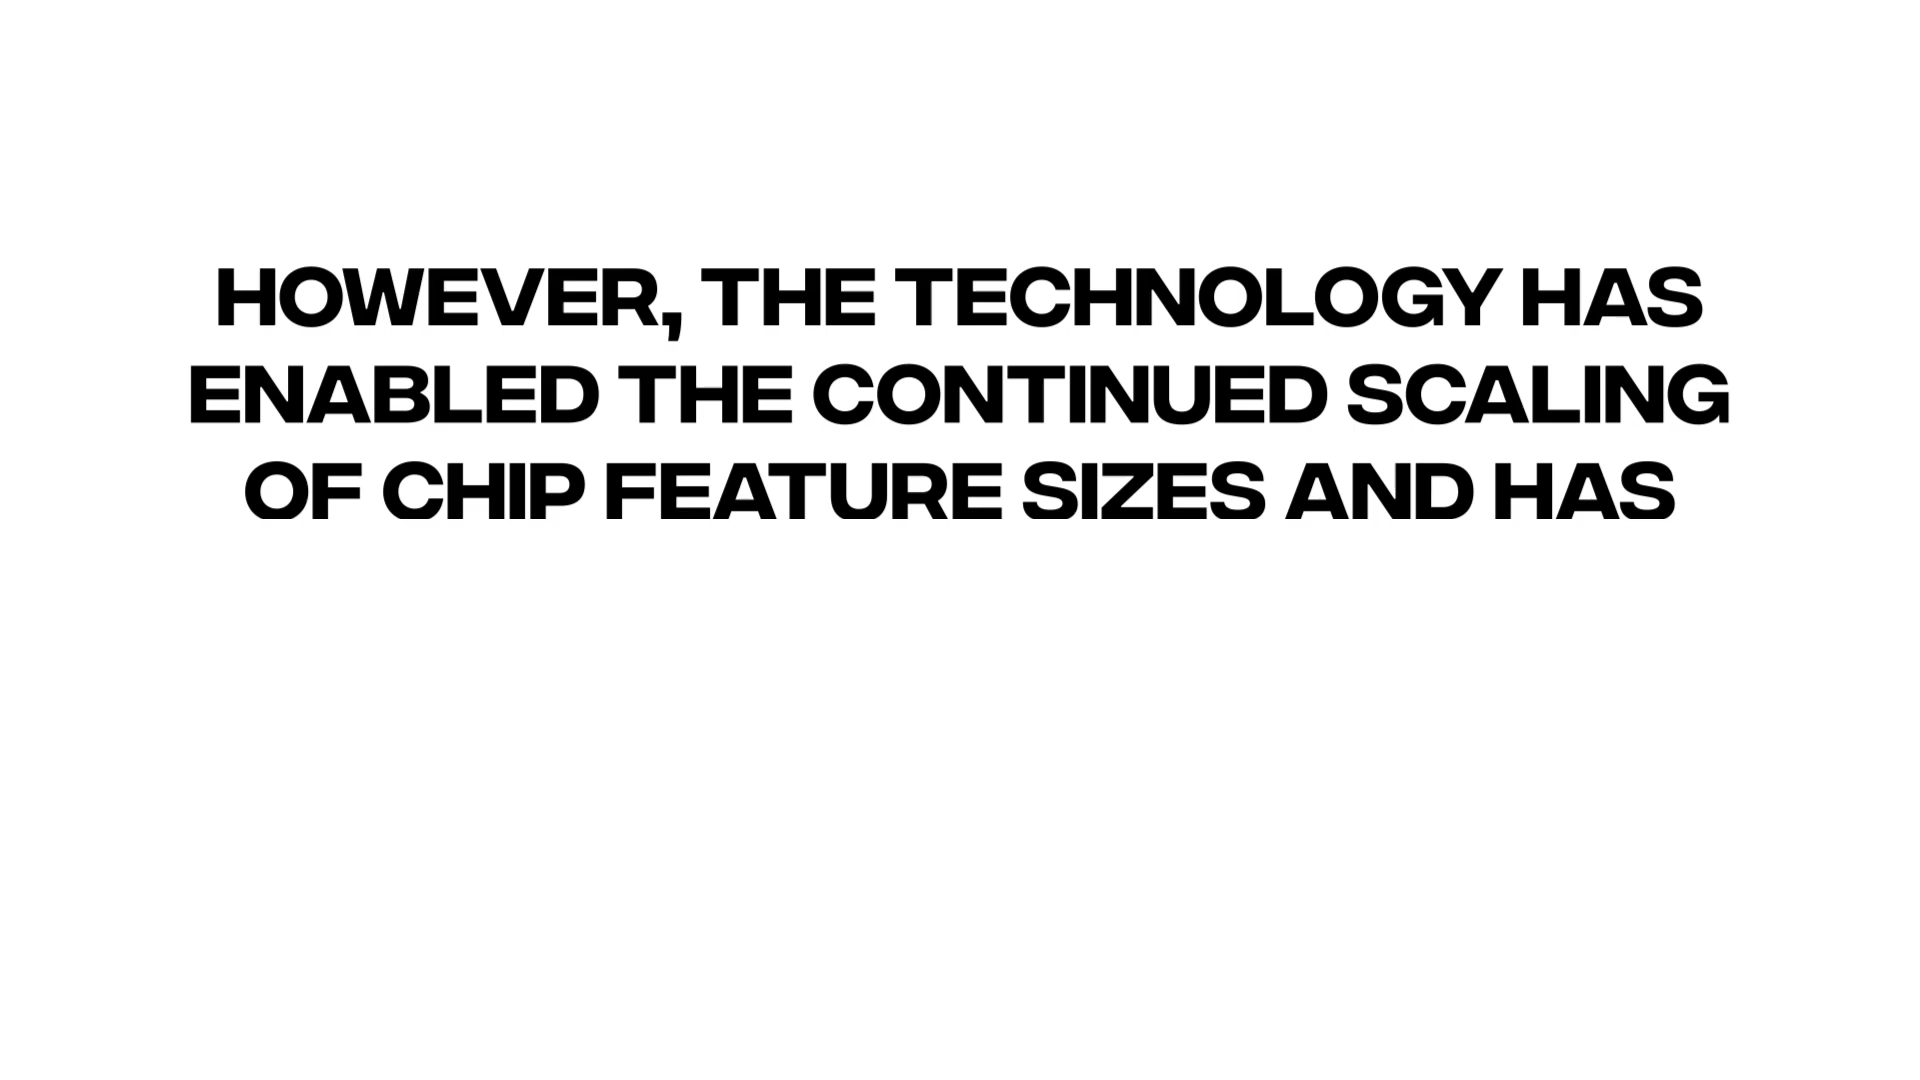 HOWEVER, THE TECHNOLOGY HAS
ENABLED THE CONTINUED SCALING
OF CHIP FEATURE SIZES AND HAS